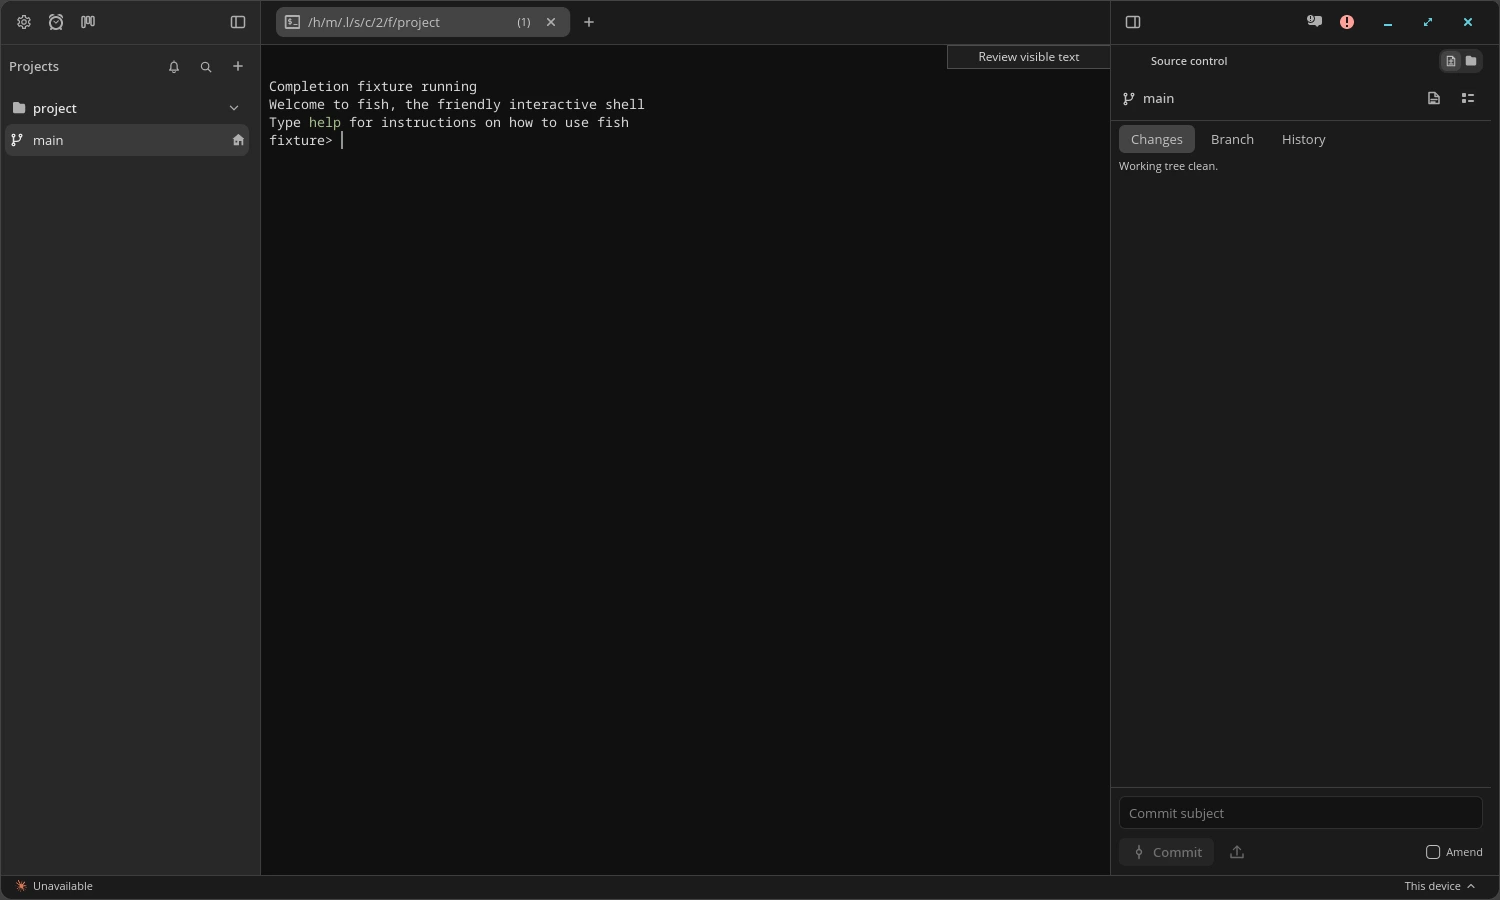 /h/m/.l/s/c/2/f/project (1)
Projects
project
main
Review visible text
Completion fixture running
Welcome to fish, the friendly interactive shell
Type help for instructions on how to use fish
fixture>
Source control
main
Changes Branch History
Working tree clean.
Commit subject
Commit Amend
Unavailable
This device